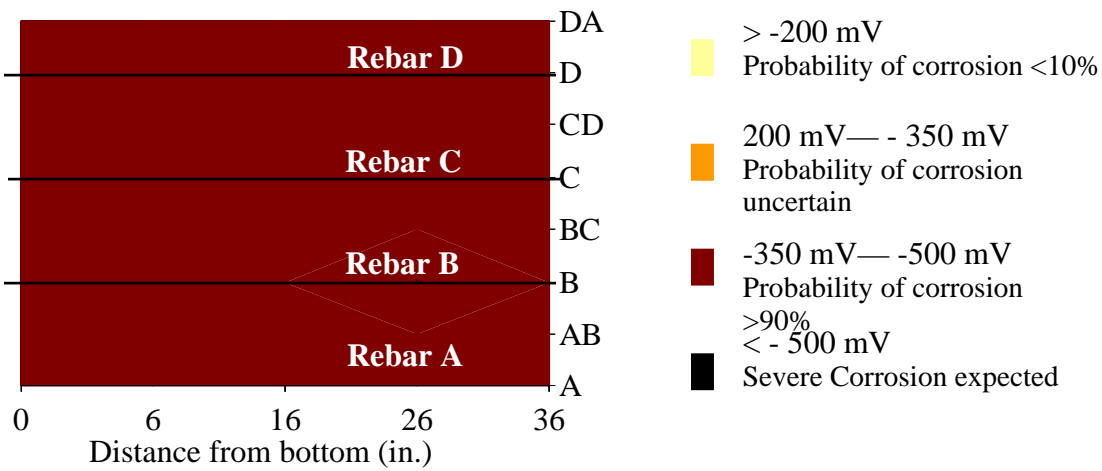 DA
Rebar D
D
CD
Rebar C
C
BC
Rebar B
B
AB
Rebar A
A
0 6 16 26 36
Distance from bottom (in.)
> -200 mV
Probability of corrosion <10%
200 mV— - 350 mV
Probability of corrosion
uncertain
-350 mV— -500 mV
Probability of corrosion
>90%
< - 500 mV
Severe Corrosion expected